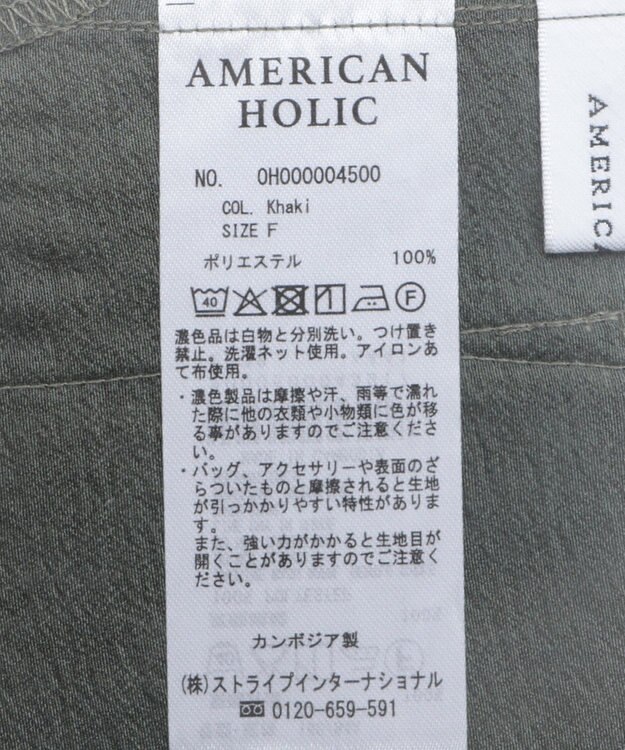 AMERICAN
HOLIC
NO. OH000004500
COL. Khaki
SIZE F
ポリエステル 100%
40 F
濃色品は白物と分別洗い。つけ置き
禁止。洗濯ネット使用。アイロンあ
て布使用。
・濃色製品は摩擦や汗、雨等で濡れ
た際に他の衣類や小物類に色が移
る事がありますのでご注意くださ
い。
・バッグ、アクセサリーや表面のざ
らついたものと摩擦されると生地
が引っかかりやすい特性がありま
す。
また、強い力がかかると生地目が
開くことがありますのでご注意く
ださい。
カンボジア製
(株)ストライプインターナショナル
0120-659-591
AMERICA